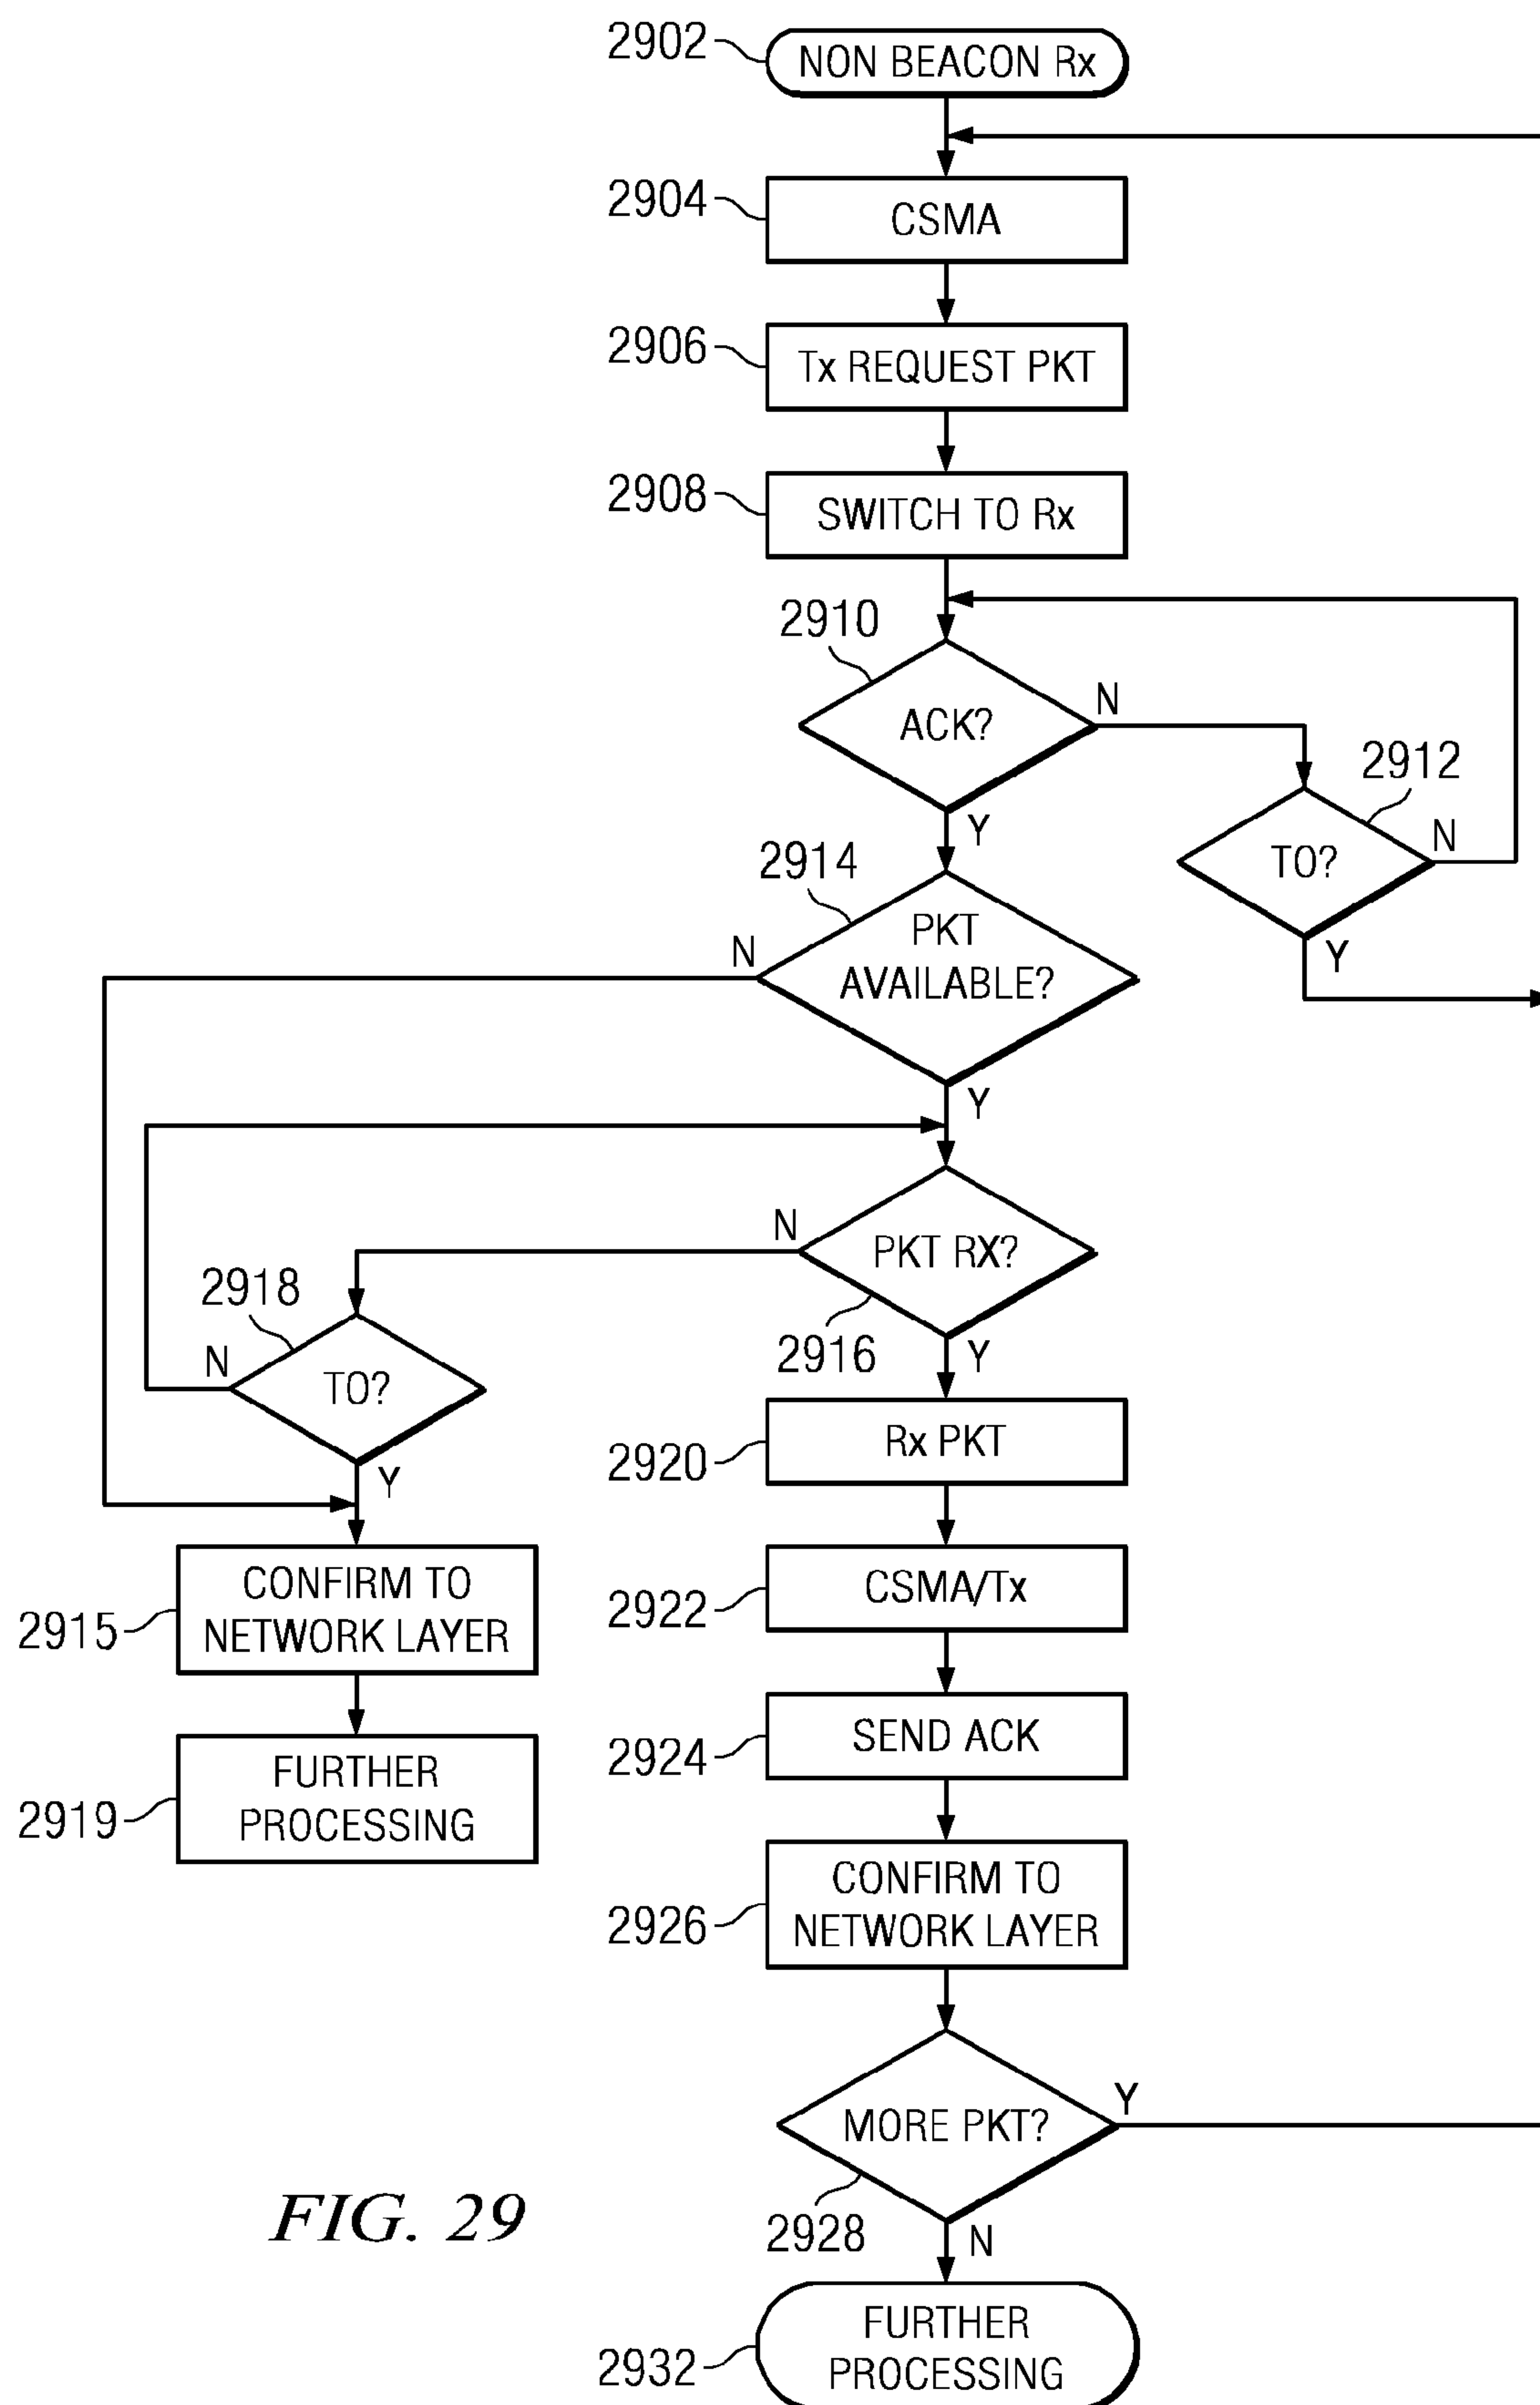 2902
NON BEACON Rx
2904
CSMA
2906
Tx REQUEST PKT
2908
SWITCH TO Rx
2910
ACK?
N
Y
2912
TO?
N
Y
2914
PKT
AVAILABLE?
N
Y
2916
PKT RX?
N
Y
2918
TO?
N
Y
2915
CONFIRM TO
NETWORK LAYER
2919
FURTHER
PROCESSING
2920
Rx PKT
2922
CSMA/Tx
2924
SEND ACK
2926
CONFIRM TO
NETWORK LAYER
2928
MORE PKT?
Y
N
2932
FURTHER
PROCESSING
FIG. 29